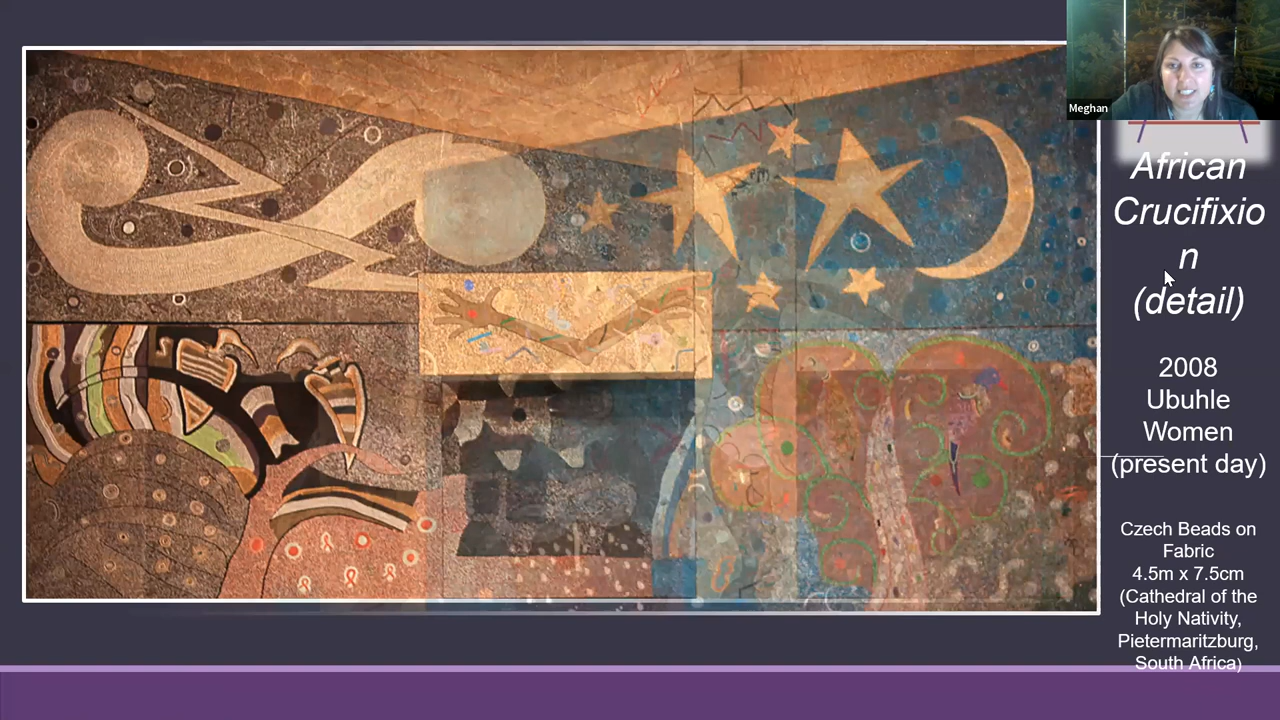 Meghan
African
Crucifixio
n
(detail)
2008
Ubuhle
Women
(present day)
Czech Beads on
Fabric
4.5m x 7.5cm
(Cathedral of the
Holy Nativity,
Pietermaritzburg,
South Africa)